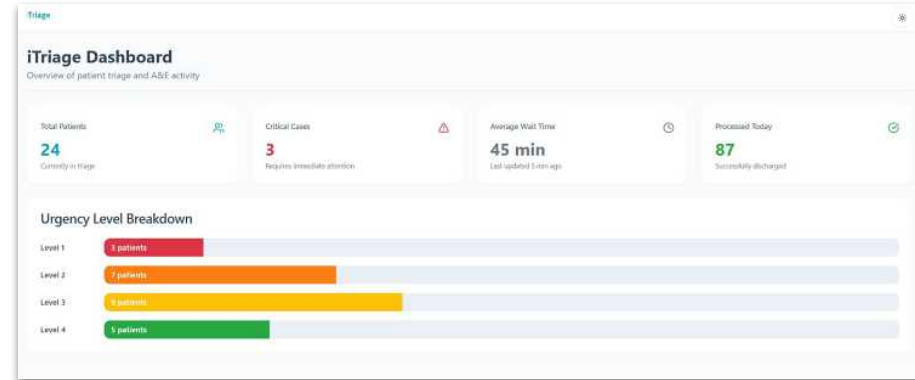 iTriage
iTriage Dashboard
Overview of patient triage and A&E activity
Total Patients
24
Currently in triage
Critical Cases
3
Requires immediate attention
Average Wait Time
45 min
Last updated 5 min ago
Processed Today
87
Successfully discharged
Urgency Level Breakdown
Level 1
3 patients
Level 2
7 patients
Level 3
9 patients
Level 4
5 patients